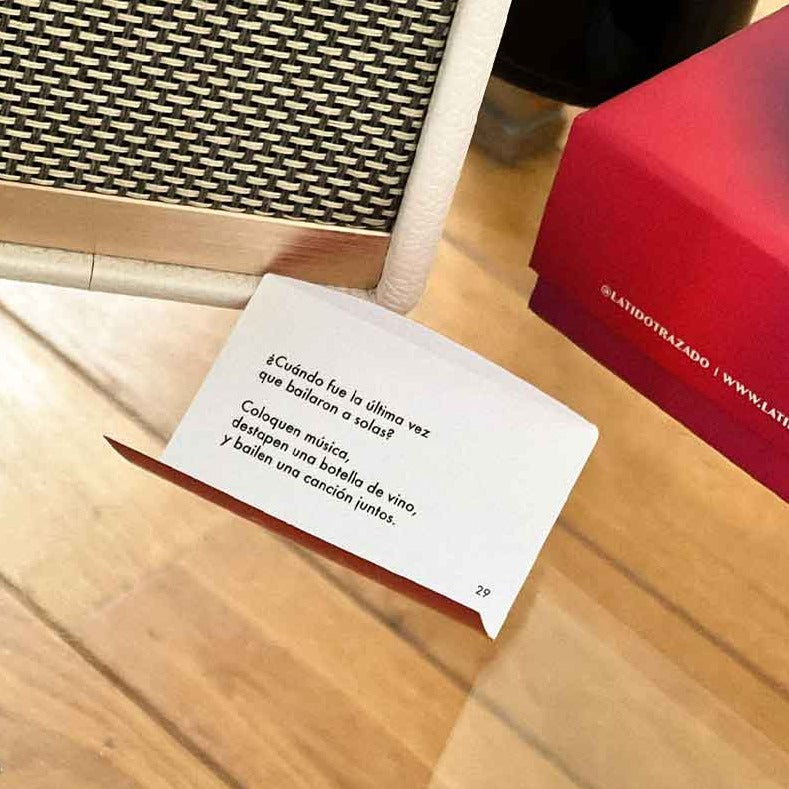 ¿Cuándo fue la última vez
que bailaron a solas?
Coloquen música,
destapen una botella de vino,
y bailen una canción juntos.
29
@LATIDOTRAZADO | WWW.LATI